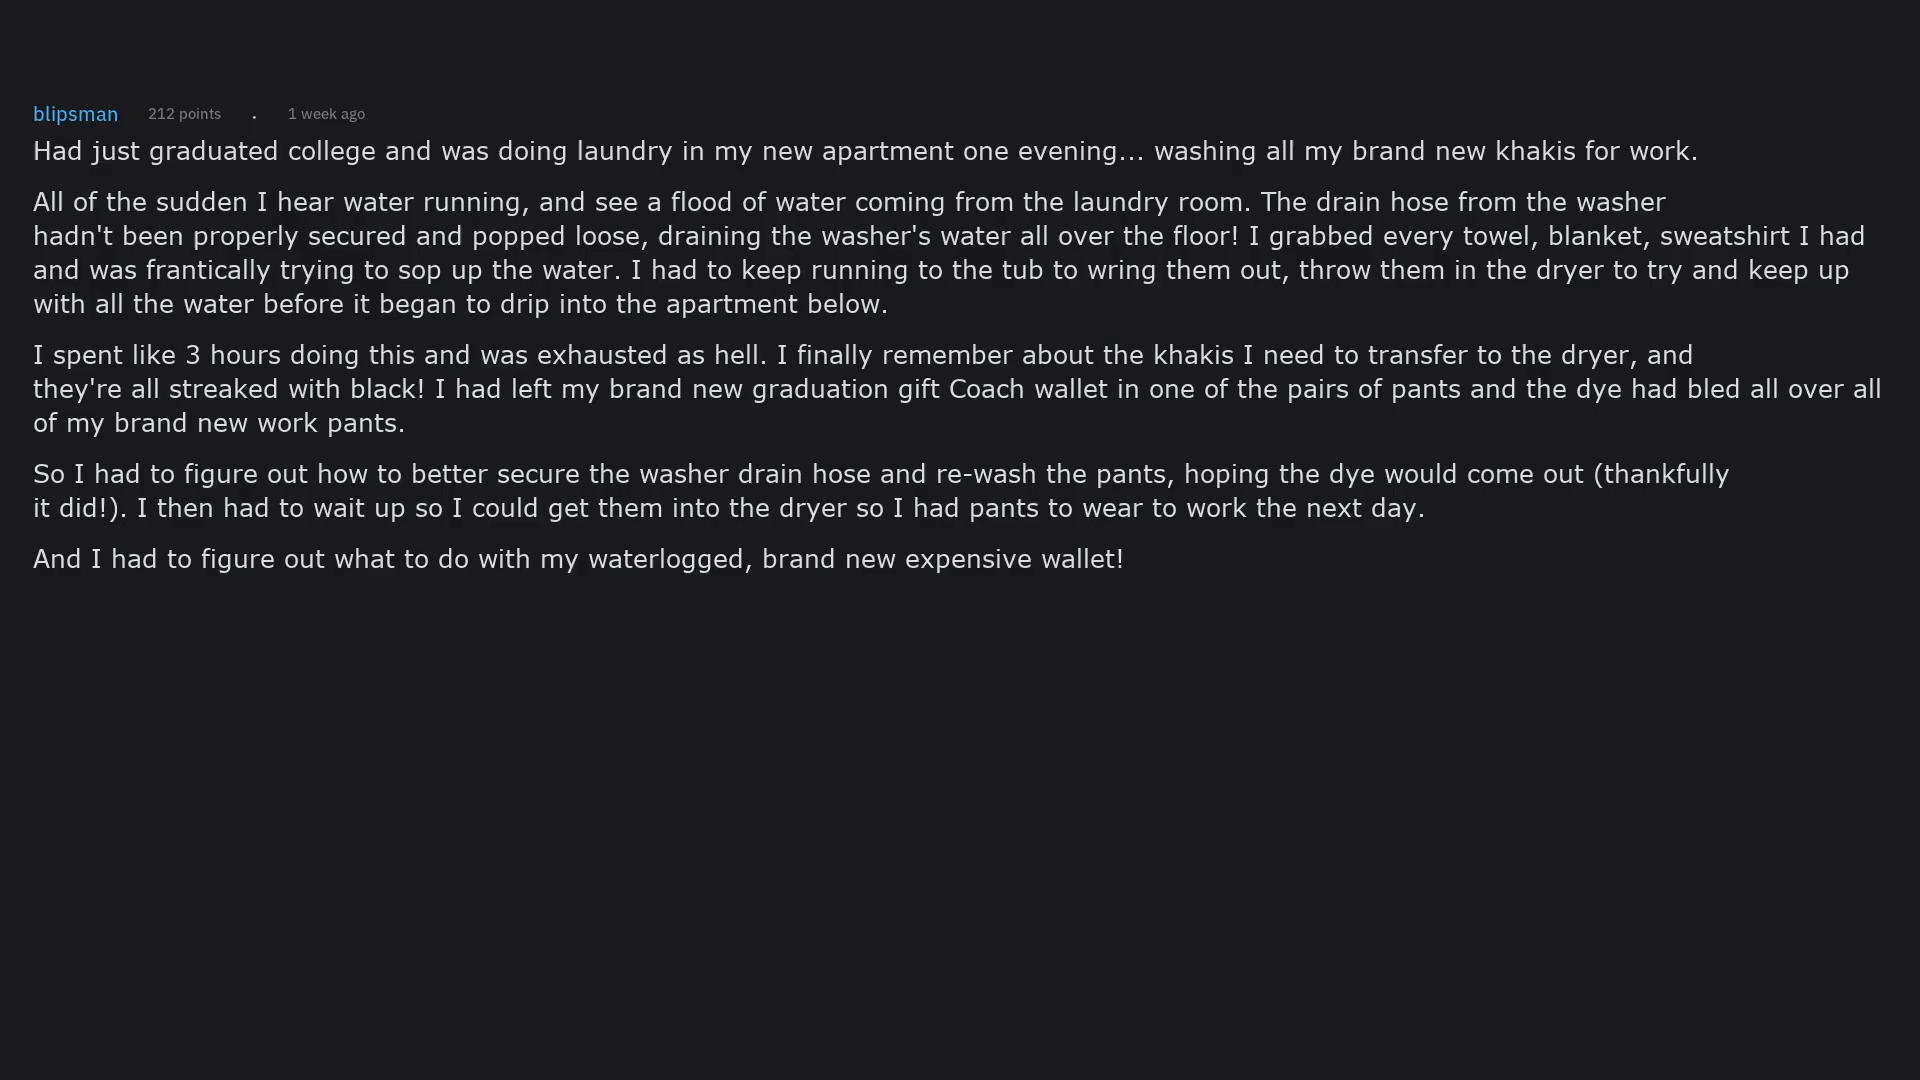 blipsman 212 points . 1 week ago
Had just graduated college and was doing laundry in my new apartment one evening... washing all my brand new khakis for work.
All of the sudden I hear water running, and see a flood of water coming from the laundry room. The drain hose from the washer
hadn't been properly secured and popped loose, draining the washer's water all over the floor! I grabbed every towel, blanket, sweatshirt I had
and was frantically trying to sop up the water. I had to keep running to the tub to wring them out, throw them in the dryer to try and keep up
with all the water before it began to drip into the apartment below.
I spent like 3 hours doing this and was exhausted as hell. I finally remember about the khakis I need to transfer to the dryer, and
they're all streaked with black! I had left my brand new graduation gift Coach wallet in one of the pairs of pants and the dye had bled all over all
of my brand new work pants.
So I had to figure out how to better secure the washer drain hose and re-wash the pants, hoping the dye would come out (thankfully
it did!). I then had to wait up so I could get them into the dryer so I had pants to wear to work the next day.
And I had to figure out what to do with my waterlogged, brand new expensive wallet!